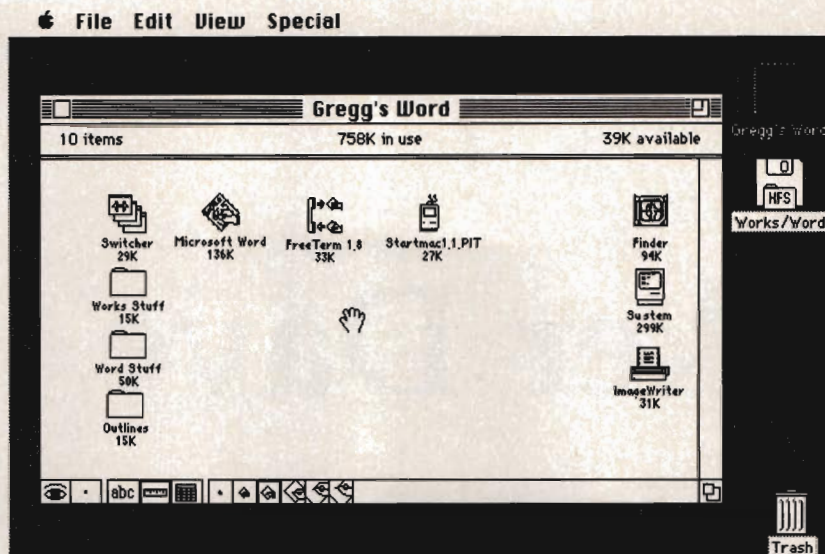 File Edit View Special
Gregg's Word
10 items 758K in use 39K available
Gregg's Word
HFS
Works/Word
Switcher
29K
Microsoft Word
136K
FreeTerm 1.8
33K
Startmac1.1.PIT
27K
Finder
94K
Works Stuff
15K
System
299K
Word Stuff
50K
ImageWriter
31K
Outlines
15K
abc
Trash